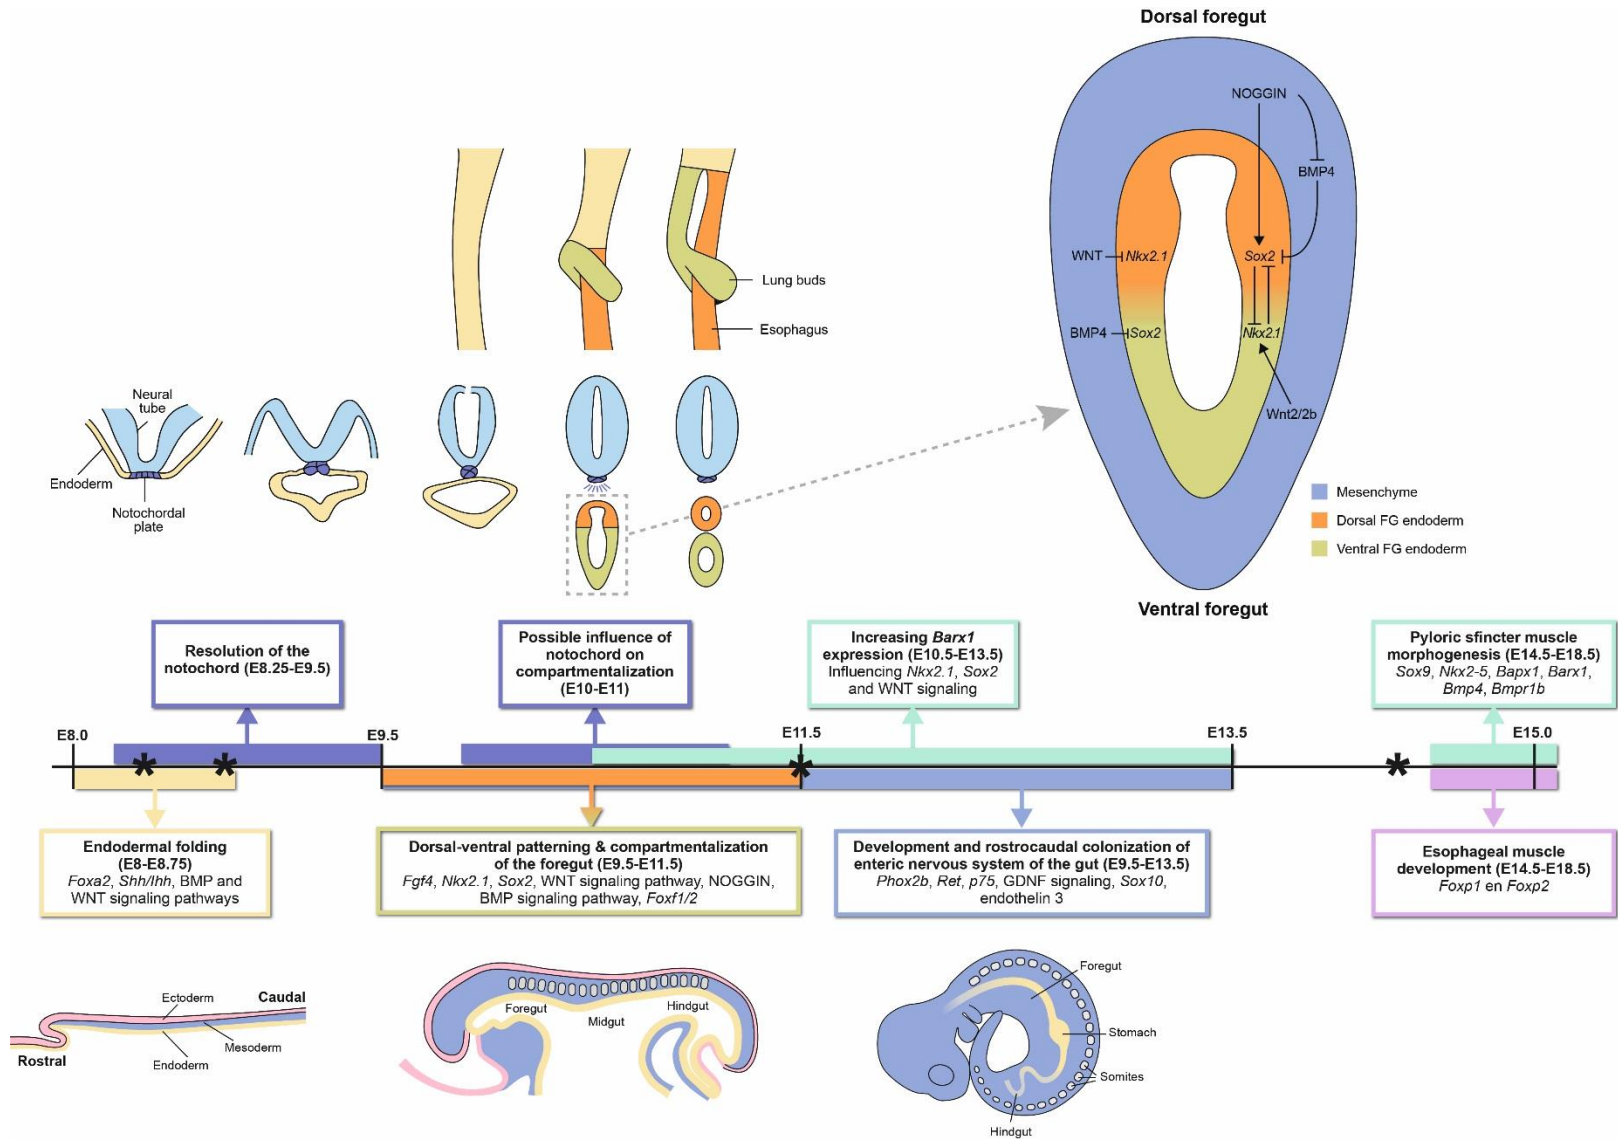 Dorsal foregut
NOGGIN
BMP4
WNT
Nkx2.1
Sox2
BMP4
Sox2
Nkx2.1
Wnt2/2b
Mesenchyme
Dorsal FG endoderm
Ventral FG endoderm
Ventral foregut
Lung buds
Esophagus
Neural
tube
Endoderm
Notochordal
plate
Resolution of the
notochord (E8.25-E9.5)
Possible influence of
notochord on
compartmentalization
(E10-E11)
Increasing Barx1
expression (E10.5-E13.5)
Influencing Nkx2.1, Sox2
and WNT signaling
Pyloric sfincter muscle
morphogenesis (E14.5-E18.5)
Sox9, Nkx2-5, Bapx1, Barx1,
Bmp4, Bmpr1b
E8.0
E9.5
E11.5
E13.5
E15.0
* * * *
Endodermal folding
(E8-E8.75)
Foxa2, Shh/Ihh, BMP and
WNT signaling pathways
Dorsal-ventral patterning & compartmentalization
of the foregut (E9.5-E11.5)
Fgf4, Nkx2.1, Sox2, WNT signaling pathway, NOGGIN,
BMP signaling pathway, Foxf1/2
Development and rostrocaudal colonization of
enteric nervous system of the gut (E9.5-E13.5)
Phox2b, Ret, p75, GDNF signaling, Sox10,
endothelin 3
Esophageal muscle
development (E14.5-E18.5)
Foxp1 en Foxp2
Ectoderm
Caudal
Mesoderm
Endoderm
Rostral
Foregut
Midgut
Hindgut
Foregut
Stomach
Somites
Hindgut